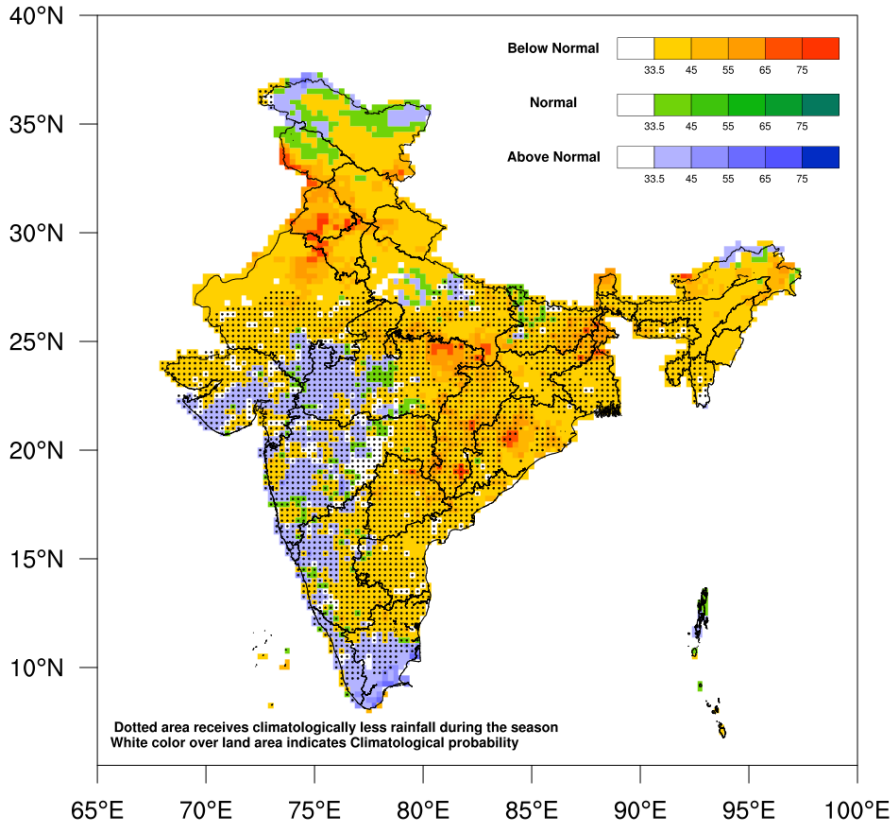 40°N
Below Normal
33.5 45 55 65 75
Normal
33.5 45 55 65 75
35°N
Above Normal
33.5 45 55 65 75
30°N
25°N
20°N
15°N
10°N
Dotted area receives climatologically less rainfall during the season
White color over land area indicates Climatological probability
65°E 70°E 75°E 80°E 85°E 90°E 95°E 100°E